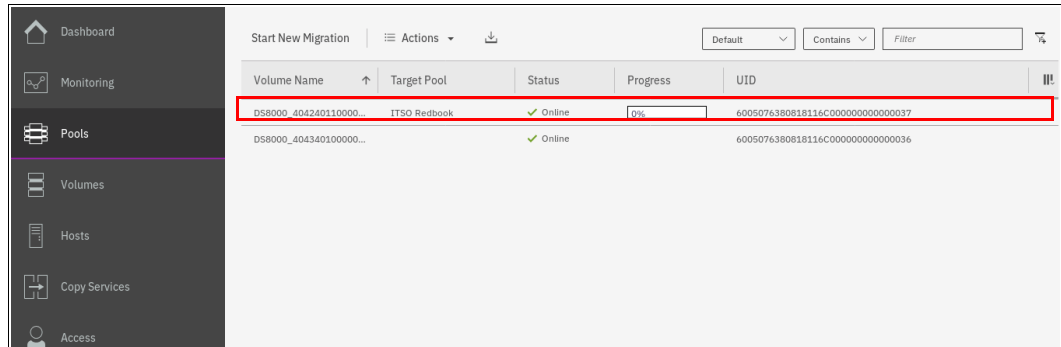 Dashboard
Start New Migration Actions Default Contains Filter
Monitoring
Volume Name Target Pool Status Progress UID
DS8000_404240110000... ITSO Redbook Online 0% 6005076380818116C000000000000037
Pools
DS8000_404340100000... Online 6005076380818116C000000000000036
Volumes
Hosts
Copy Services
Access